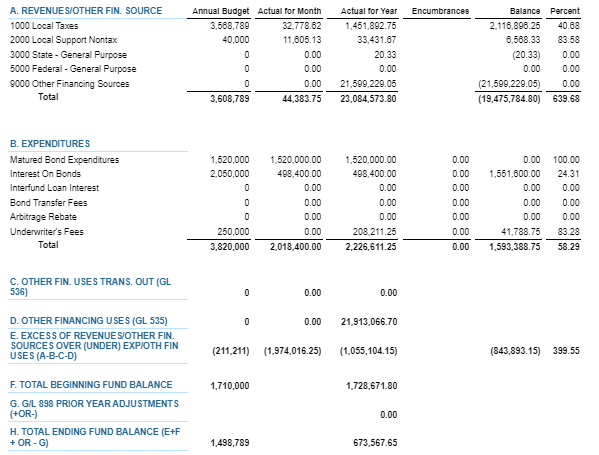 A. REVENUES/OTHER FIN. SOURCE Annual Budget Actual for Month Actual for Year Encumbrances Balance Percent
1000 Local Taxes 3,568,789 32,778.62 1,451,892.75 2,116,896.25 40.68
2000 Local Support Nontax 40,000 11,605.13 33,431.67 6,568.33 83.58
3000 State - General Purpose 0 0.00 20.33 (20.33) 0.00
5000 Federal - General Purpose 0 0.00 0.00 0.00 0.00
9000 Other Financing Sources 0 0.00 21,599,229.05 (21,599,229.05) 0.00
Total 3,608,789 44,383.75 23,084,573.80 (19,475,784.80) 639.68
B. EXPENDITURES
Matured Bond Expenditures 1,520,000 1,520,000.00 1,520,000.00 0.00 0.00 100.00
Interest On Bonds 2,050,000 498,400.00 498,400.00 0.00 1,551,600.00 24.31
Interfund Loan Interest 0 0.00 0.00 0.00 0.00 0.00
Bond Transfer Fees 0 0.00 0.00 0.00 0.00 0.00
Arbitrage Rebate 0 0.00 0.00 0.00 0.00 0.00
Underwriter's Fees 250,000 0.00 208,211.25 0.00 41,788.75 83.28
Total 3,820,000 2,018,400.00 2,226,611.25 0.00 1,593,388.75 58.29
C. OTHER FIN. USES TRANS. OUT (GL
536) 0 0.00 0.00
D. OTHER FINANCING USES (GL 535) 0 0.00 21,913,066.70
E. EXCESS OF REVENUES/OTHER FIN.
SOURCES OVER (UNDER) EXP/OTH FIN
USES (A-B-C-D) (211,211) (1,974,016.25) (1,055,104.15) (843,893.15) 399.55
F. TOTAL BEGINNING FUND BALANCE 1,710,000 1,728,671.80
G. G/L 898 PRIOR YEAR ADJUSTMENTS
(+OR-) 0.00
H. TOTAL ENDING FUND BALANCE (E+F
+ OR - G) 1,498,789 673,567.65